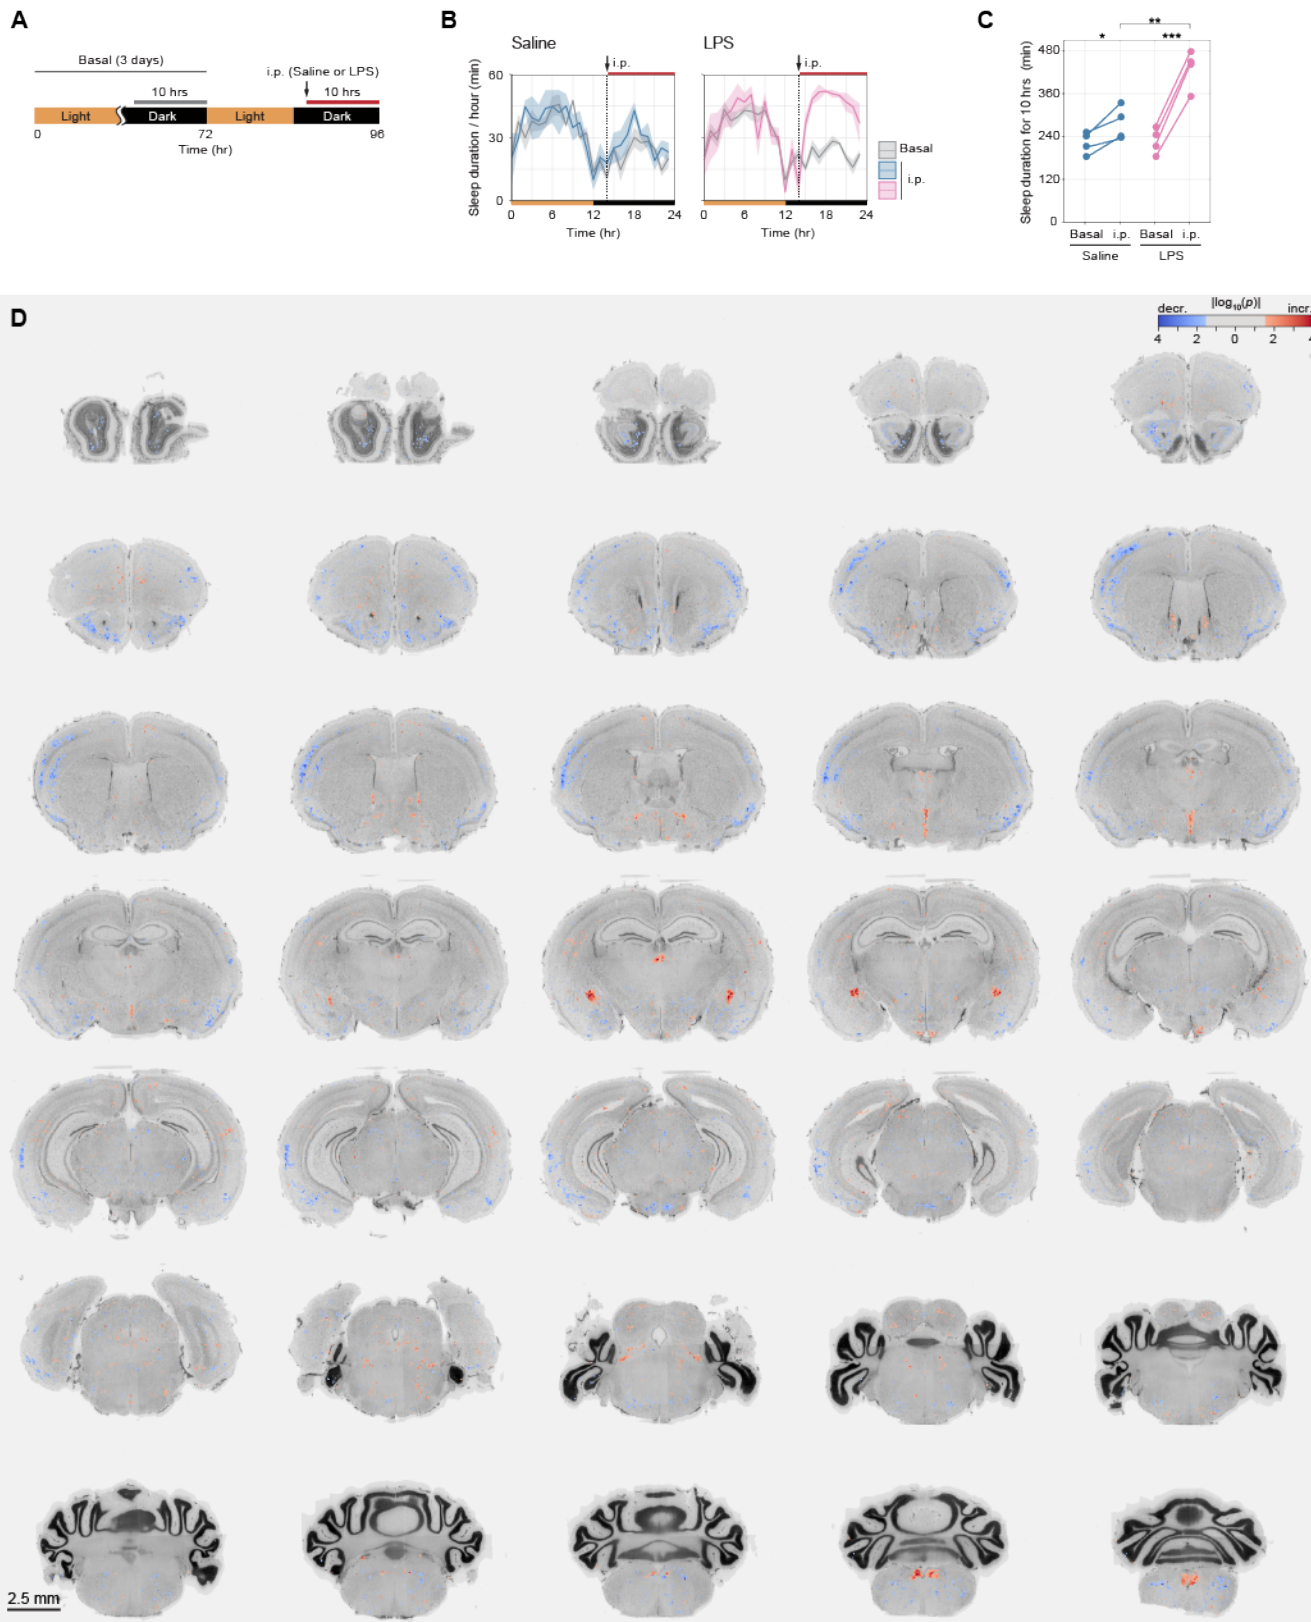 A
Basal (3 days)
i.p. (Saline or LPS)
10 hrs
10 hrs
Light
Dark
Light
Dark
0
72
96
Time (hr)
B
Saline
LPS
i.p.
i.p.
Sleep duration / hour (min)
60
30
0
0 6 12 18 24
0 6 12 18 24
Time (hr)
Time (hr)
Basal
i.p.
C
**
*
***
Sleep duration for 10 hrs (min)
480
360
240
120
0
Basal i.p. Basal i.p.
Saline LPS
D
|log10(p)|
decr. incr.
4 2 0 2 4
2.5 mm